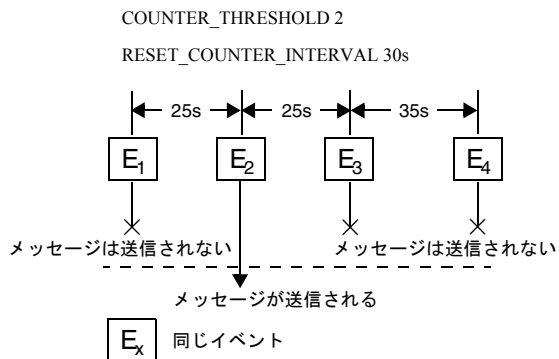 COUNTER_THRESHOLD 2
RESET_COUNTER_INTERVAL 30s
25s 25s 35s
E1 E2 E3 E4
メッセージは送信されない メッセージは送信されない
メッセージが送信される
Ex 同じイベント